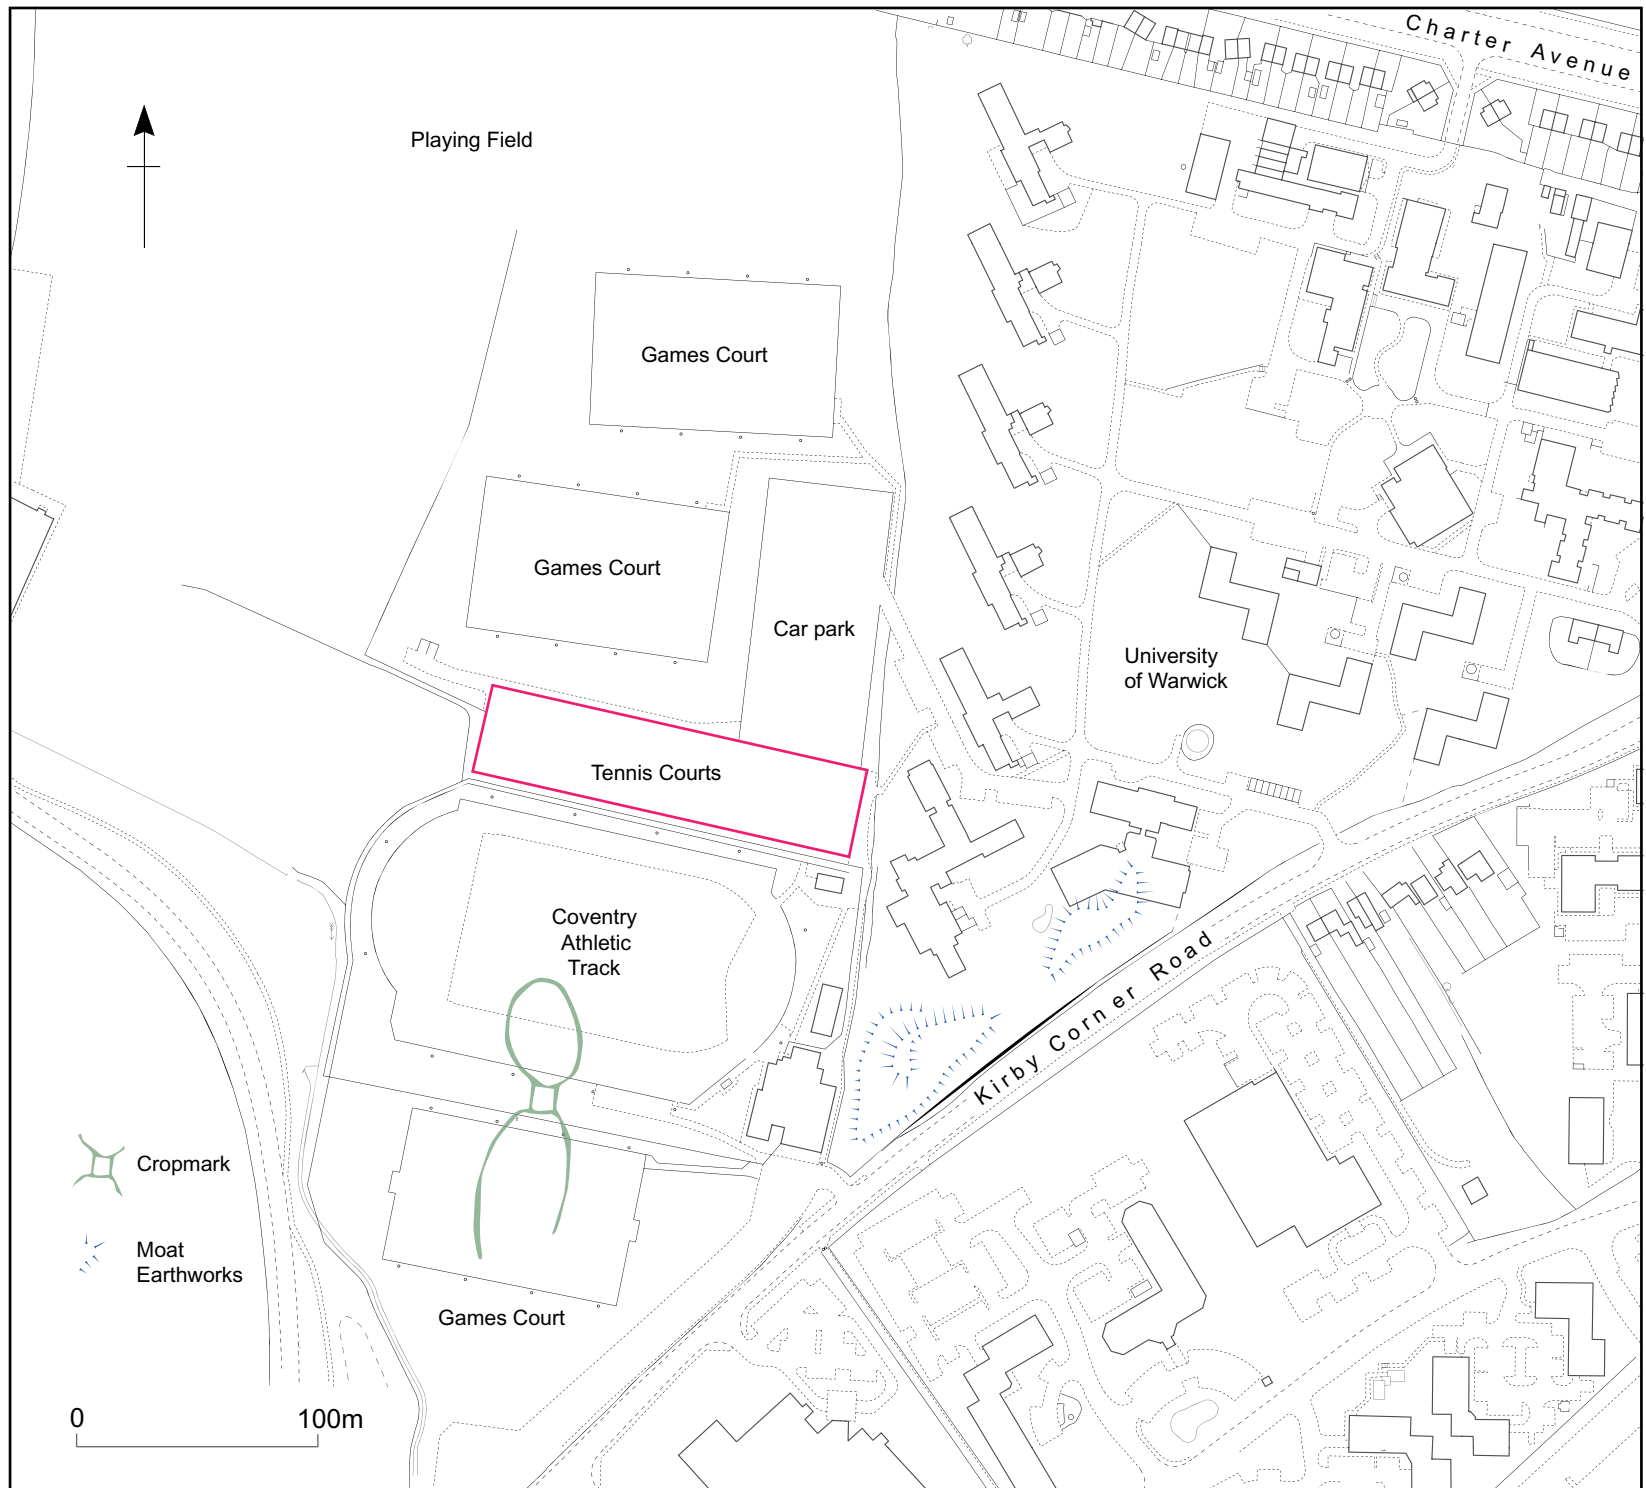 Charter Avenue
Playing Field
Games Court
Games Court
Car park
University
of Warwick
Tennis Courts
Coventry
Athletic
Track
Kirby Corner Road
Cropmark
Moat
Earthworks
Games Court
0 100m